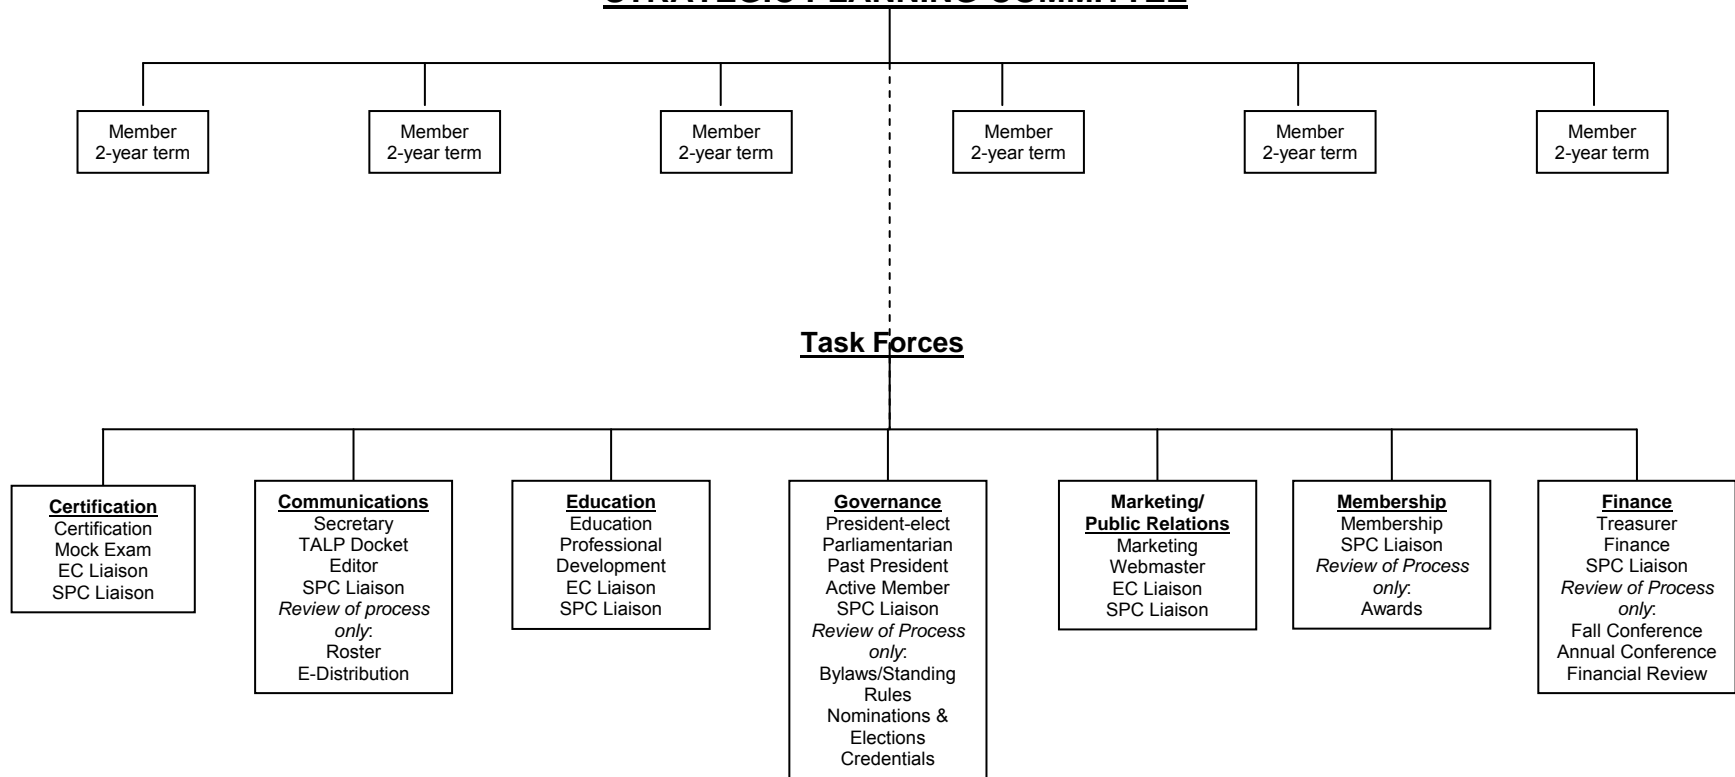 STRATEGIC PLANNING COMMITTEE
Member
2-year term
Member
2-year term
Member
2-year term
Member
2-year term
Member
2-year term
Member
2-year term
Task Forces
Certification
Certification
Mock Exam
EC Liaison
SPC Liaison
Communications
Secretary
TALP Docket
Editor
SPC Liaison
Review of process
only:
Roster
E-Distribution
Education
Education
Professional
Development
EC Liaison
SPC Liaison
Governance
President-elect
Parliamentarian
Past President
Active Member
SPC Liaison
Review of Process
only:
Bylaws/Standing
Rules
Nominations &
Elections
Credentials
Marketing/
Public Relations
Marketing
Webmaster
EC Liaison
SPC Liaison
Membership
Membership
SPC Liaison
Review of Process
only:
Awards
Finance
Treasurer
Finance
SPC Liaison
Review of Process
only:
Fall Conference
Annual Conference
Financial Review